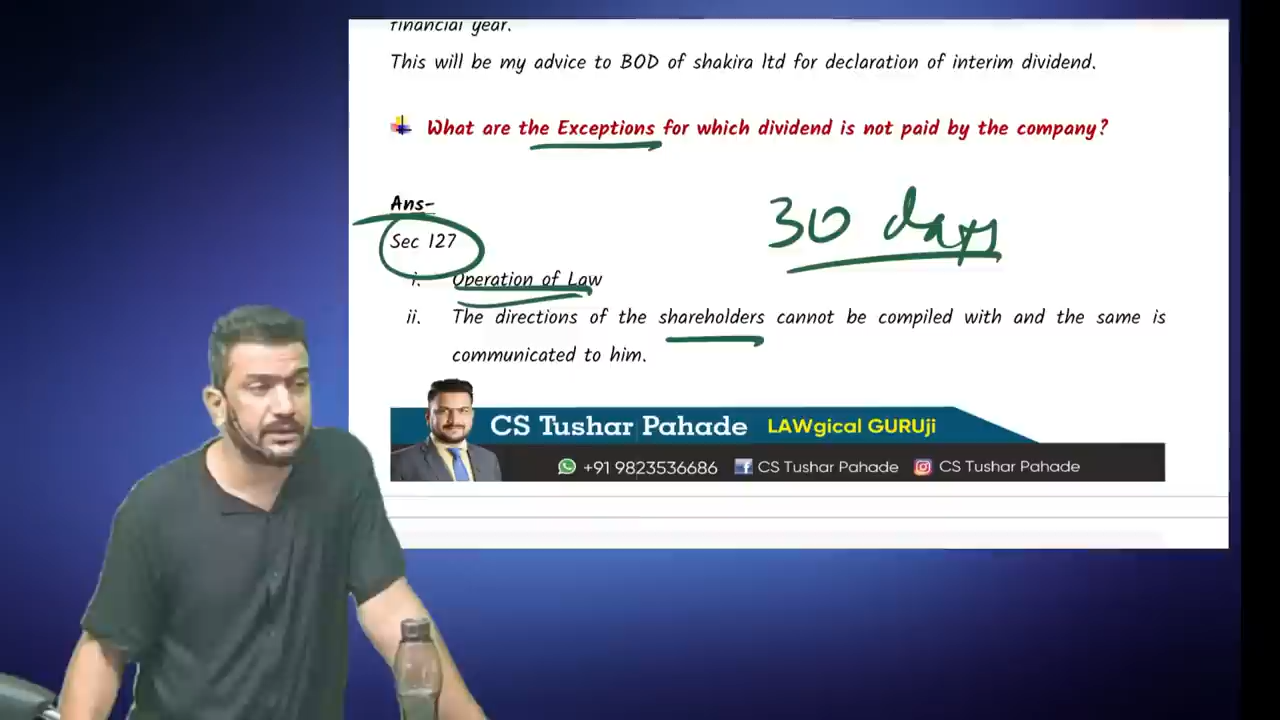 financial year.
This will be my advice to BOD of shakira ltd for declaration of interim dividend.
What are the Exceptions for which dividend is not paid by the company?
Ans-
30 days
Sec 127
i. Operation of Law
ii. The directions of the shareholders cannot be compiled with and the same is
communicated to him.
CS Tushar Pahade LAWgical GURUji
+91 9823536686 CS Tushar Pahade CS Tushar Pahade